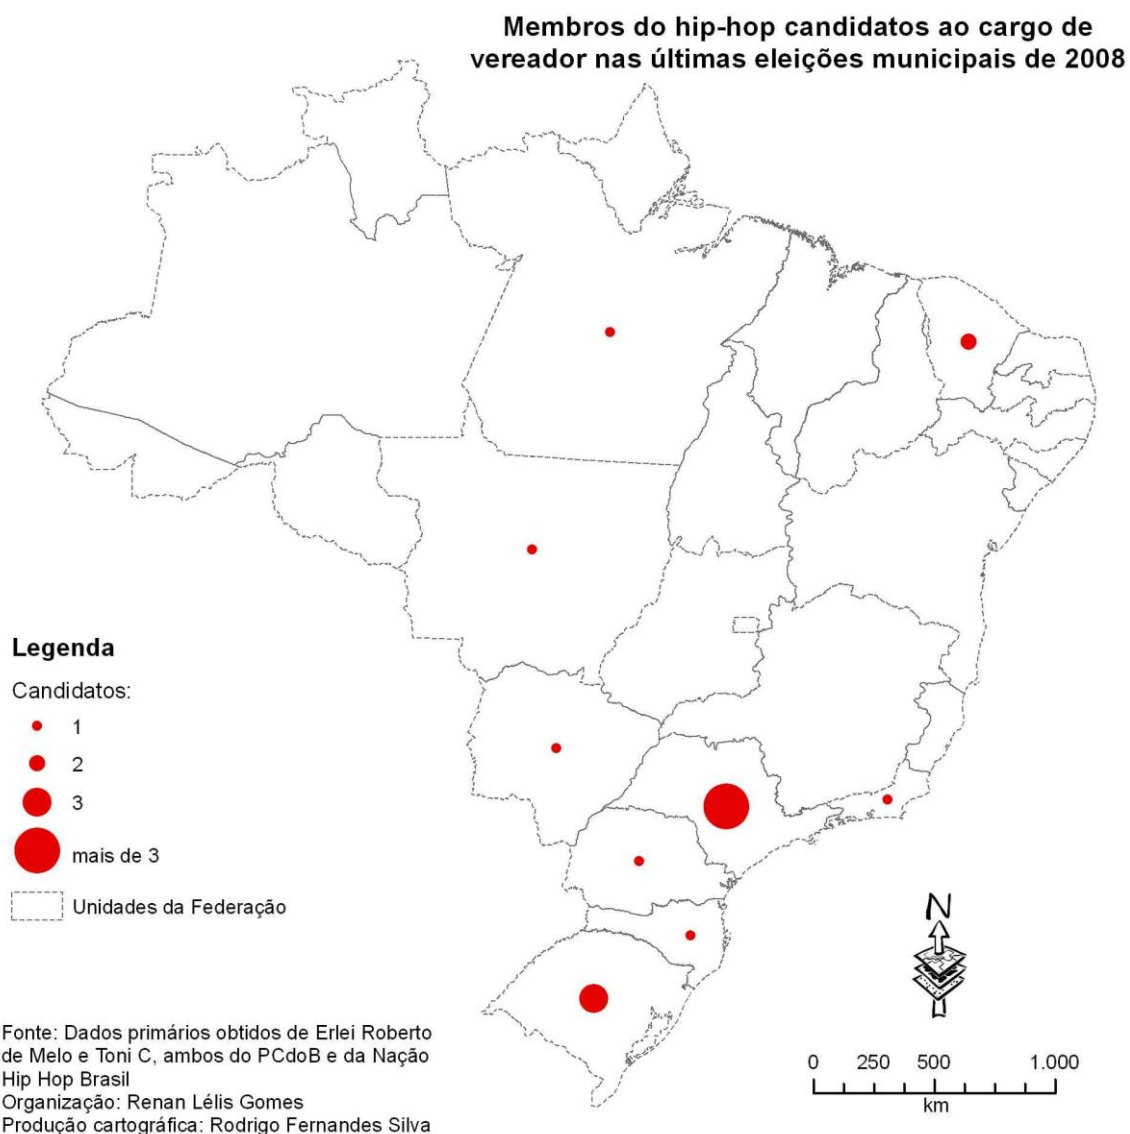 Membros do hip-hop candidatos ao cargo de
vereador nas últimas eleições municipais de 2008
Legenda
Candidatos:
1
2
3
mais de 3
Unidades da Federação
N
0 250 500 1.000
km
Fonte: Dados primários obtidos de Erlei Roberto
de Melo e Toni C, ambos do PCdoB e da Nação
Hip Hop Brasil
Organização: Renan Lélis Gomes
Produção cartográfica: Rodrigo Fernandes Silva